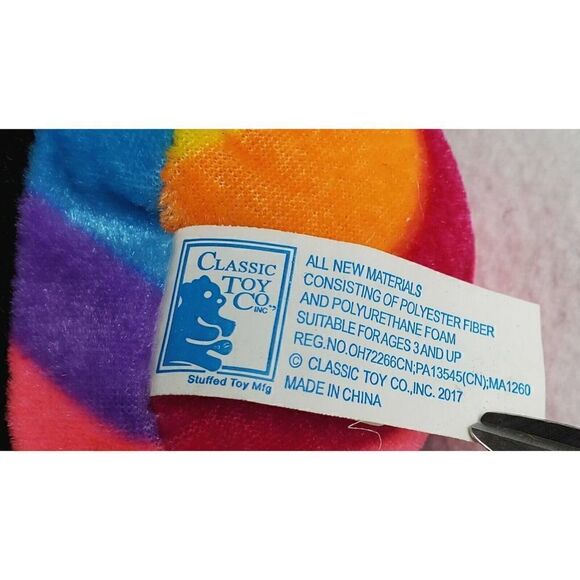 CLASSIC
TOY
CO.
INC.™
Stuffed Toy Mfg
ALL NEW MATERIALS
CONSISTING OF POLYESTER FIBER
AND POLYURETHANE FOAM
SUITABLE FOR AGES 3 AND UP
REG.NO.OH72266CN;PA13545(CN);MA1260
© CLASSIC TOY CO.,INC. 2017
MADE IN CHINA